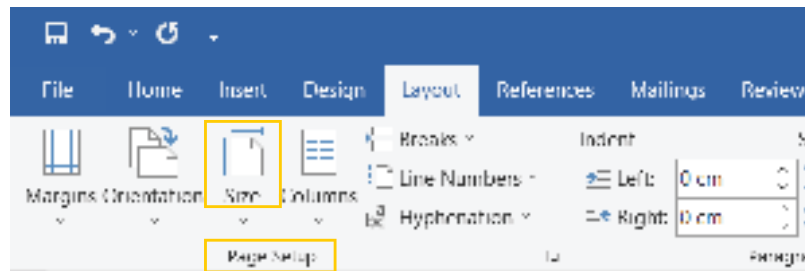 File Home Insert Design Layout References Mailings Review
Breaks Indent
Line Numbers Left: 0 cm
Margins Orientation Size Columns
Hyphenation Right: 0 cm
Page Setup